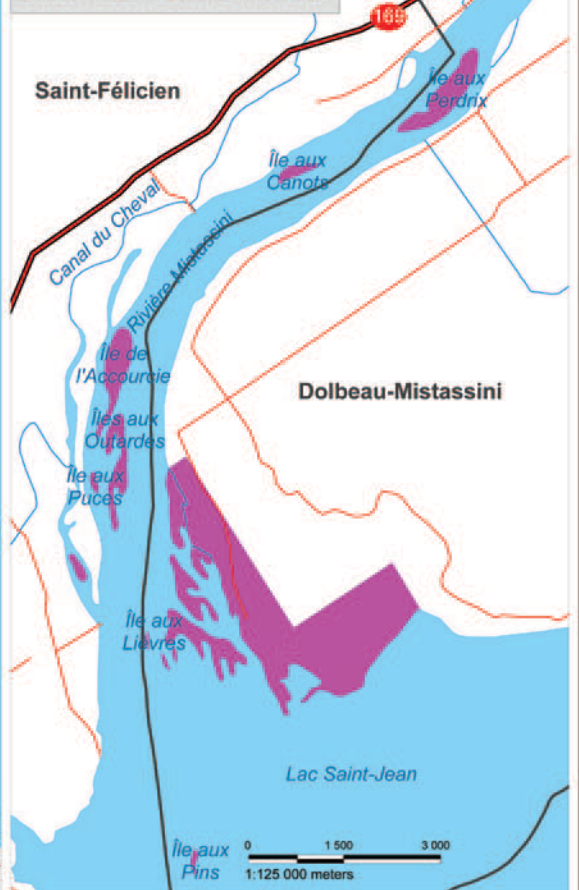 169
Saint-Félicien
Île aux
Perdrix
Île aux
Canots
Canal du Cheval
Rivière Mistassini
Île de
l'Accourcie
Dolbeau-Mistassini
Îles aux
Outardes
Île aux
Puces
Île aux
Lièvres
Lac Saint-Jean
Île aux
Pins
0 1 500 3 000
1:125 000 meters